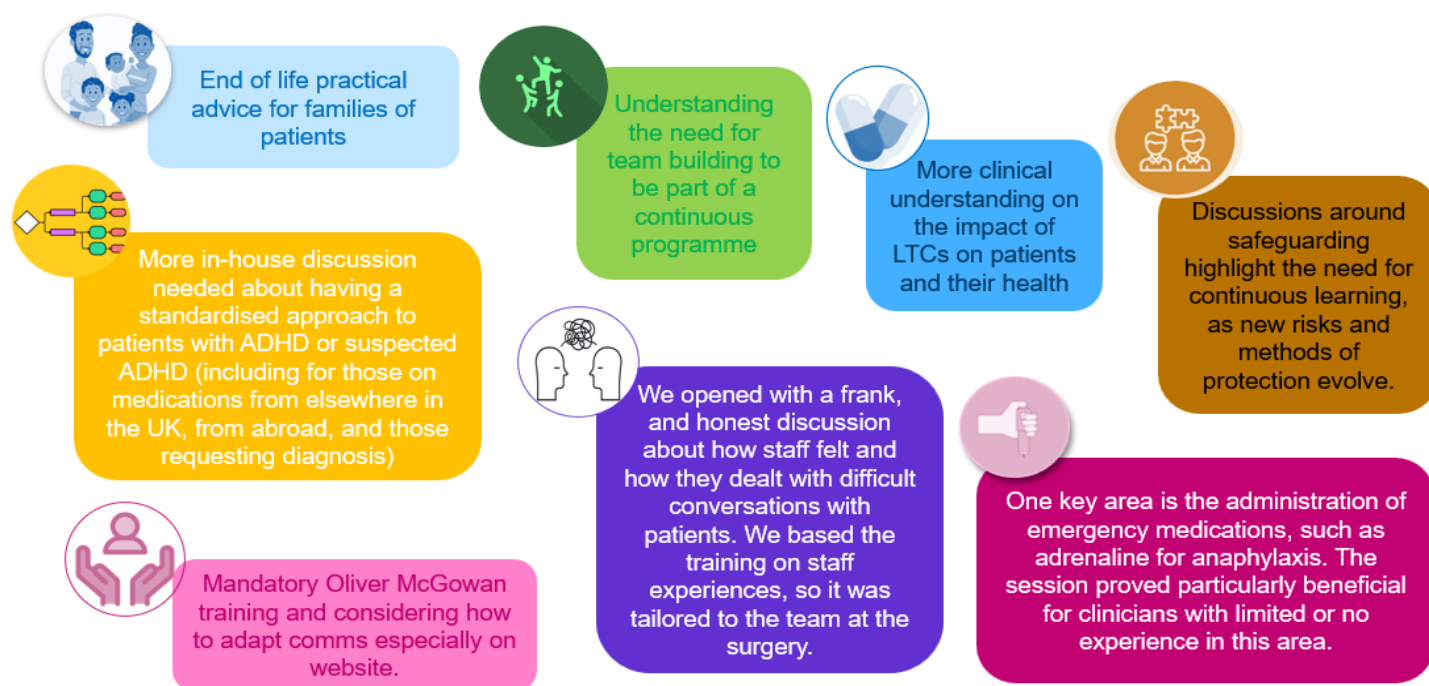 End of life practical
advice for families of
patients
Understanding
the need for
team building to
be part of a
continuous
programme
More clinical
understanding on
the impact of
LTCs on patients
and their health
Discussions around
safeguarding
highlight the need for
continuous learning,
as new risks and
methods of
protection evolve.
More in-house discussion
needed about having a
standardised approach to
patients with ADHD or suspected
ADHD (including for those on
medications from elsewhere in
the UK, from abroad, and those
requesting diagnosis)
We opened with a frank,
and honest discussion
about how staff felt and
how they dealt with difficult
conversations with
patients. We based the
training on staff
experiences, so it was
tailored to the team at the
surgery.
One key area is the administration of
emergency medications, such as
adrenaline for anaphylaxis. The
session proved particularly beneficial
for clinicians with limited or no
experience in this area.
Mandatory Oliver McGowan
training and considering how
to adapt comms especially on
website.